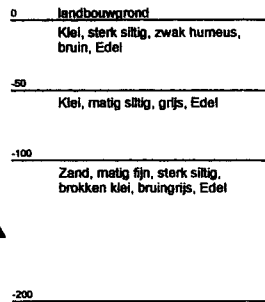 0 landbouwgrond
Klei, sterk siltig, zwak humeus,
bruin, Edel
-50
Klei, matig siltig, grijs, Edel
-100
Zand, matig fijn, sterk siltig,
brokken klei, bruingrijs, Edel
-200